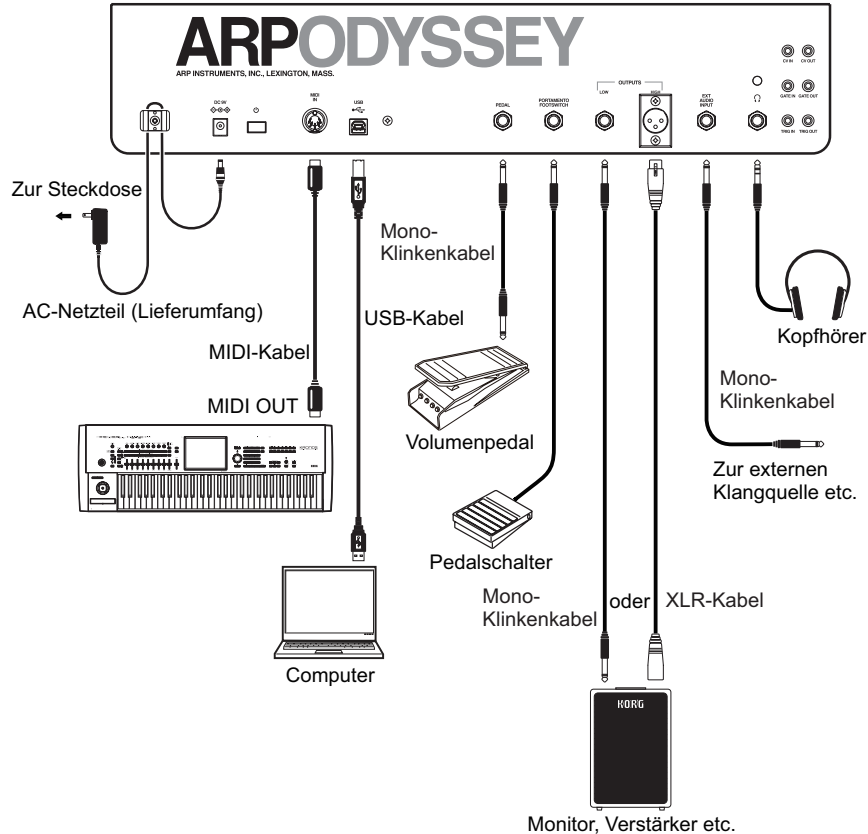 ARPODYSSEY
ARP INSTRUMENTS, INC., LEXINGTON, MASS.
CV IN
CV OUT
OUTPUTS
LOW
HIGH
DC 9V
MIDI
IN
USB
PEDAL
PORTAMENTO
FOOTSWITCH
EXT
AUDIO
INPUT
GATE IN
GATE OUT
TRIG IN
TRIG OUT
Zur Steckdose
AC-Netzteil (Lieferumfang)
MIDI-Kabel
MIDI OUT
USB-Kabel
Computer
Mono-
Klinkenkabel
Volumenpedal
Pedalschalter
Mono-
Klinkenkabel
oder
XLR-Kabel
KORG
Monitor, Verstärker etc.
Kopfhörer
Mono-
Klinkenkabel
Zur externen
Klangquelle etc.